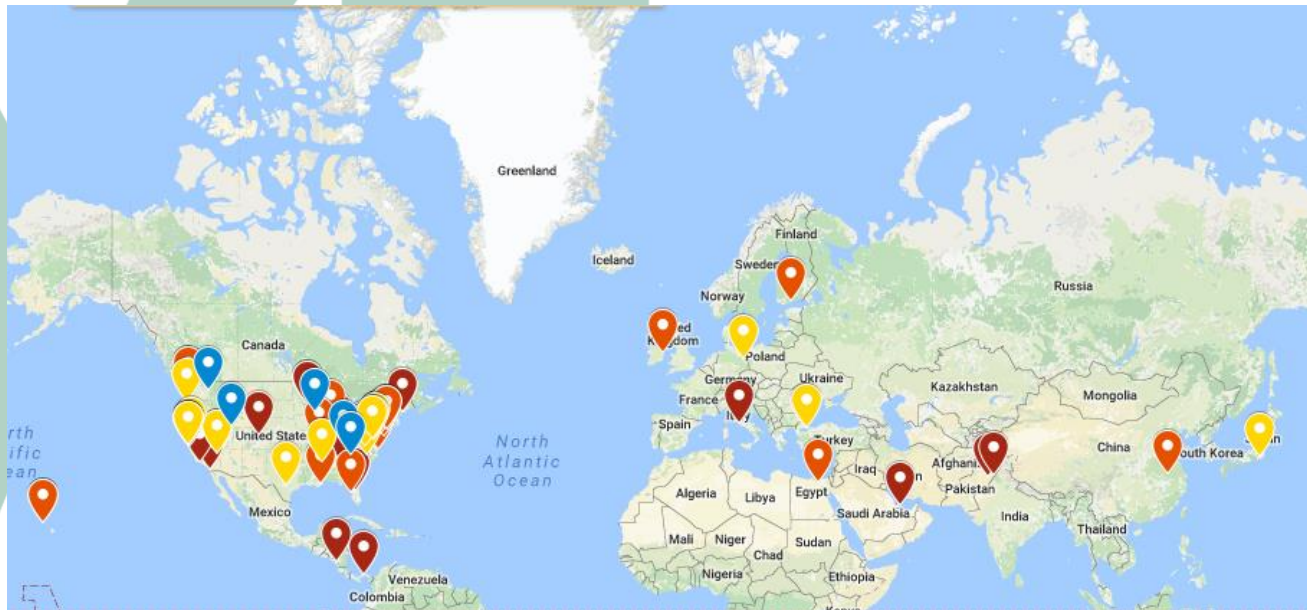 Greenland
Finland
Iceland
Sweden
Russia
Norway
Canada
Poland
Germany
Ukraine
Kazakhstan
Mongolia
France
United State
Spain
Turkey
China
South Korea
North
Atlantic
Ocean
Iraq
Afghani
Algeria
Libya
Egypt
Pakistan
Mexico
Saudi Arabia
India
Mali
Niger
Sudan
Thailand
Chad
Venezuela
Nigeria
Ethiopia
Colombia